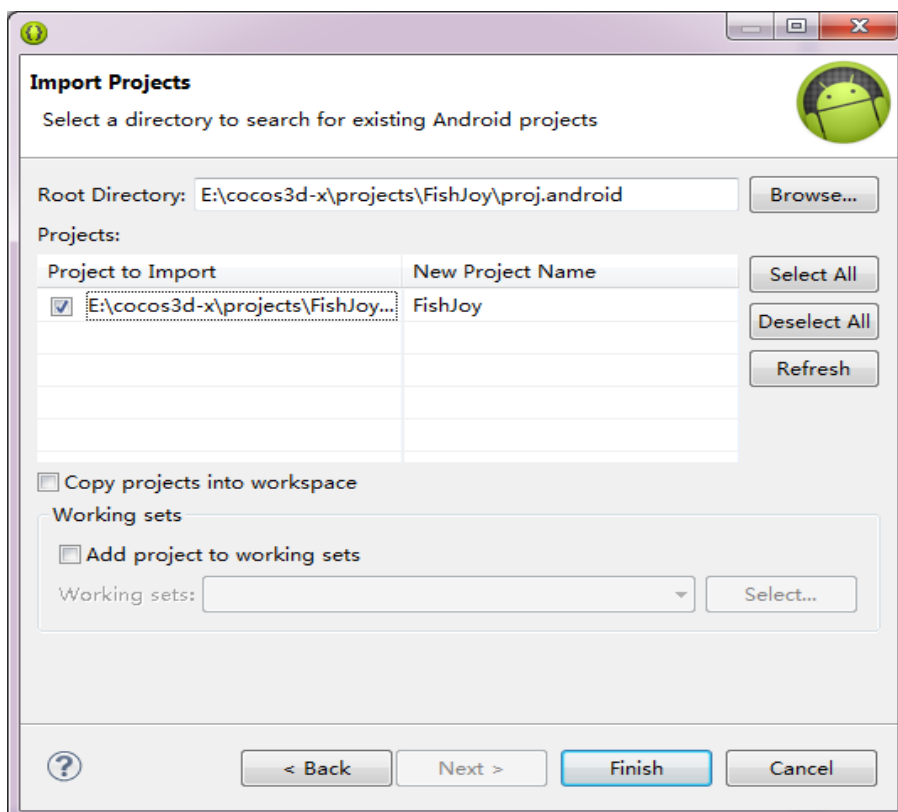 Import Projects
Select a directory to search for existing Android projects
Root Directory: E:\cocos3d-x\projects\FishJoy\proj.android Browse...
Projects:
Project to Import New Project Name Select All
E:\cocos3d-x\projects\FishJoy... FishJoy
Deselect All
Refresh
Copy projects into workspace
Working sets
Add project to working sets
Working sets: Select...
? < Back Next > Finish Cancel